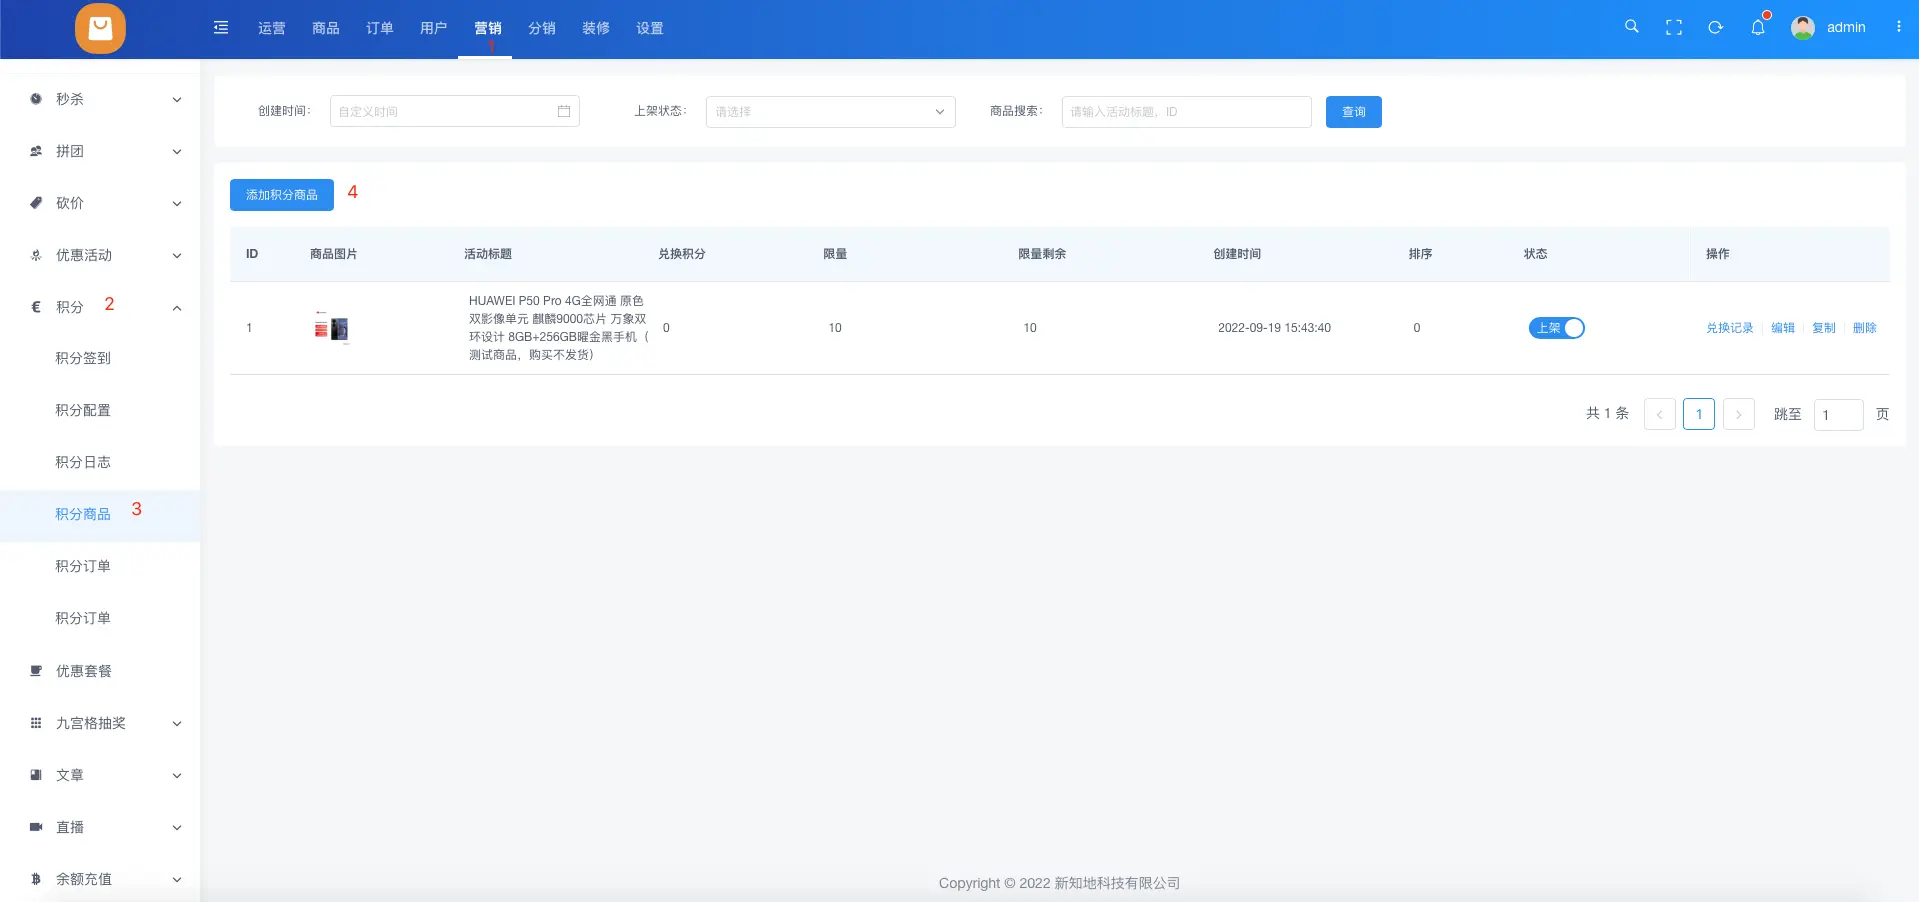 运营 商品 订单 用户 营销 分销 装修 设置 admin
1
秒杀
拼团
砍价
优惠活动
积分 2
积分签到
积分配置
积分日志
积分商品 3
积分订单
积分订单
优惠套餐
九宫格抽奖
文章
直播
余额充值
创建时间: 自定义时间 上架状态: 请选择 商品搜索: 请输入活动标题, ID 查询
添加积分商品 4
ID 商品图片 活动标题 兑换积分 限量 限量剩余 创建时间 排序 状态 操作
HUAWEI P50 Pro 4G全网通 原色
双影像单元 麒麟9000芯片 万象双
环设计 8GB+256GB曜金黑手机（
测试商品，购买不发货）
1 0 10 10 2022-09-19 15:43:40 0 上架 兑换记录 编辑 复制 删除
共 1 条 < 1 > 跳至 1 页
Copyright © 2022 新知地科技有限公司